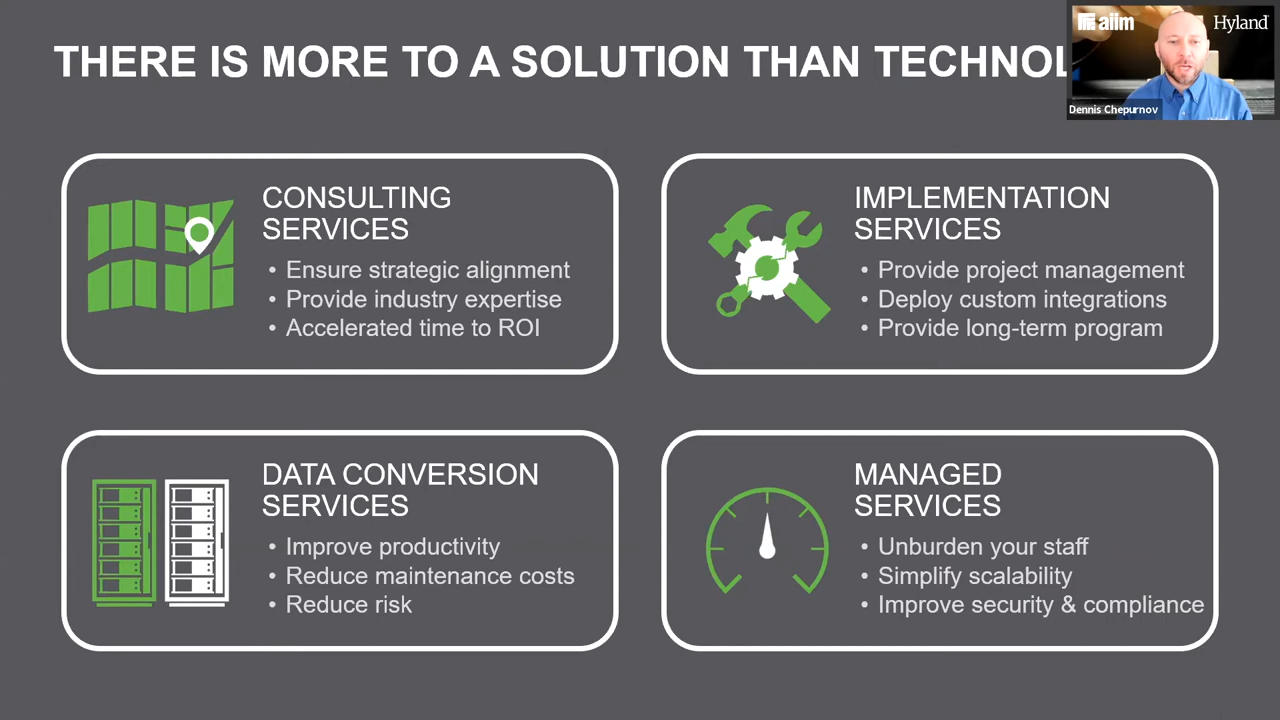 THERE IS MORE TO A SOLUTION THAN TECHNOL
aiim
Hyland
Dennis Chepurnov
CONSULTING
SERVICES
• Ensure strategic alignment
• Provide industry expertise
• Accelerated time to ROI
IMPLEMENTATION
SERVICES
• Provide project management
• Deploy custom integrations
• Provide long-term program
DATA CONVERSION
SERVICES
• Improve productivity
• Reduce maintenance costs
• Reduce risk
MANAGED
SERVICES
• Unburden your staff
• Simplify scalability
• Improve security & compliance